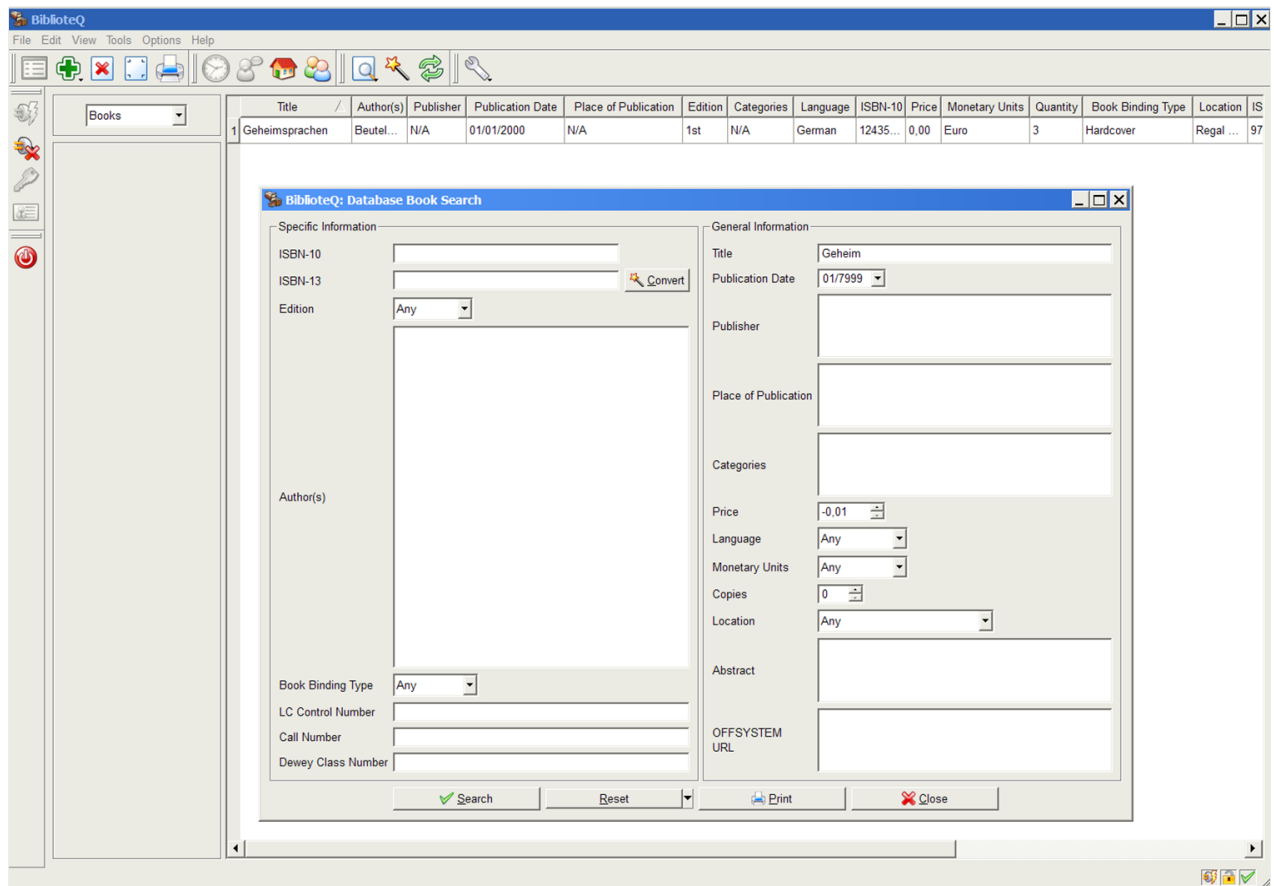 BiblioteQ
File Edit View Tools Options Help
Books
Title Author(s) Publisher Publication Date Place of Publication Edition Categories Language ISBN-10 Price Monetary Units Quantity Book Binding Type Location IS
1 Geheimsprachen Beutel... N/A 01/01/2000 N/A 1st N/A German 12435... 0,00 Euro 3 Hardcover Regal ... 97
BiblioteQ: Database Book Search
Specific Information
ISBN-10
ISBN-13 Convert
Edition Any
Author(s)
Book Binding Type Any
LC Control Number
Call Number
Dewey Class Number
General Information
Title Geheim
Publication Date 01/7999
Publisher
Place of Publication
Categories
Price -0,01
Language Any
Monetary Units Any
Copies 0
Location Any
Abstract
OFFSYSTEM
URL
Search Reset Print Close